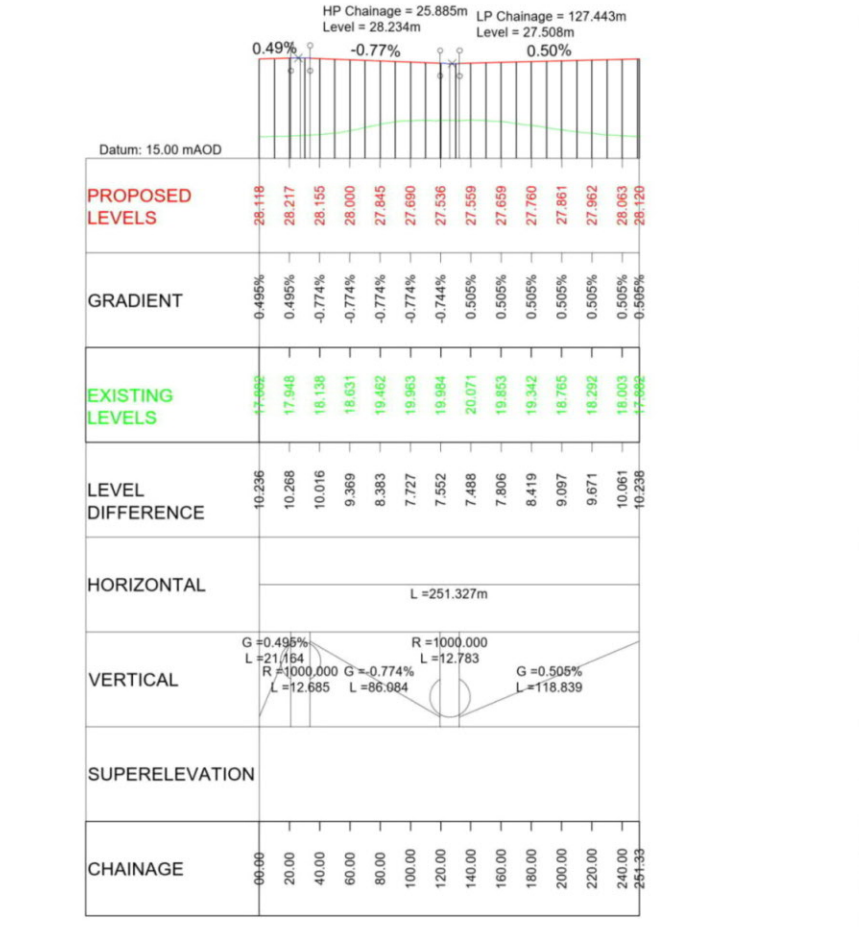 HP Chainage = 25.885m
Level = 28.234m
LP Chainage = 127.443m
Level = 27.508m
0.49%
-0.77%
0.50%
Datum: 15.00 mAOD
PROPOSED
LEVELS
28.118 28.217 28.155 28.000 27.845 27.690 27.536 27.559 27.659 27.760 27.861 27.962 28.063 28.120
GRADIENT
0.495% 0.495% -0.774% -0.774% -0.774% -0.774% -0.744% 0.505% 0.505% 0.505% 0.505% 0.505% 0.505% 0.505%
EXISTING
LEVELS
17.948 18.138 18.631 19.462 19.963 19.984 20.071 19.853 19.342 18.765 18.292 18.003 17.882
LEVEL
DIFFERENCE
10.236 10.268 10.016 9.369 8.383 7.727 7.552 7.488 7.806 8.419 9.097 9.671 10.061 10.238
HORIZONTAL
L =251.327m
VERTICAL
G =0.495%
L =21.164
R =1000.000
L =12.685
G =-0.774%
L =86.084
R =1000.000
L =12.783
G =0.505%
L =118.839
SUPERELEVATION
CHAINAGE
00.00 20.00 40.00 60.00 80.00 100.00 120.00 140.00 160.00 180.00 200.00 220.00 240.00 251.33